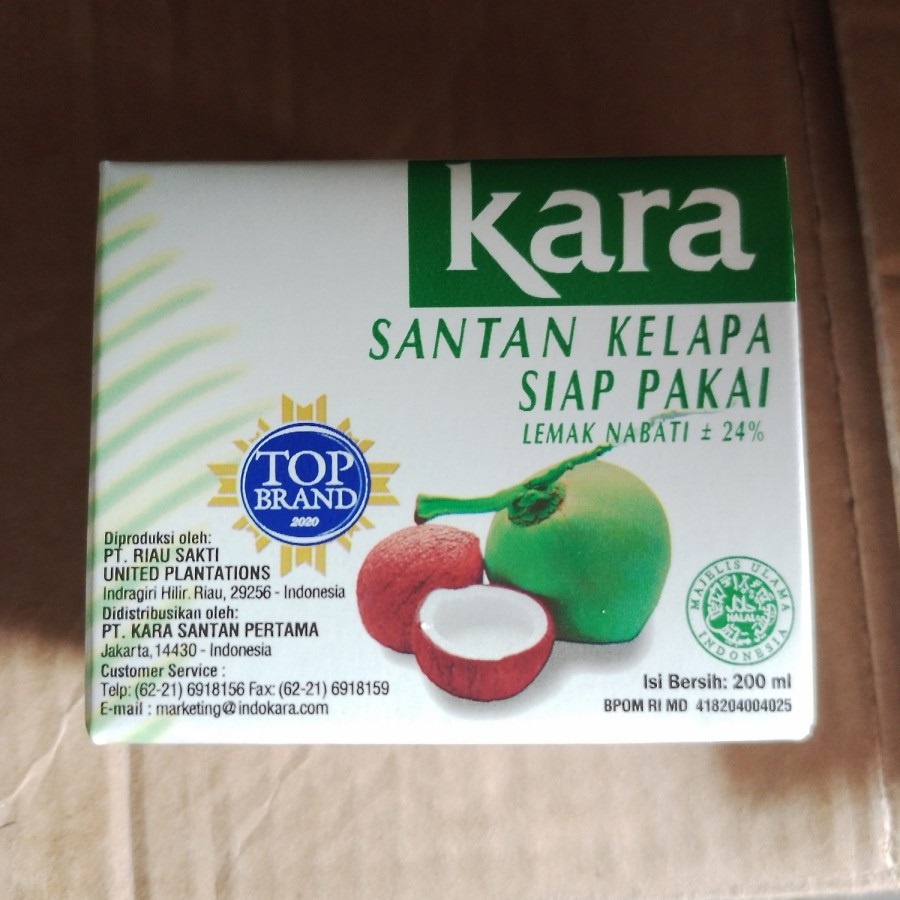 kara
SANTAN KELAPA
SIAP PAKAI
LEMAK NABATI ± 24%
TOP
BRAND
2020
Diproduksi oleh:
PT. RIAU SAKTI
UNITED PLANTATIONS
Indragiri Hilir. Riau, 29256 - Indonesia
Didistribusikan oleh:
PT. KARA SANTAN PERTAMA
Jakarta, 14430 - Indonesia
Customer Service :
Telp: (62-21) 6918156 Fax: (62-21) 6918159
E-mail : marketing@indokara.com
MAJELIS ULAMA
HALAL
INDONESIA
Isi Bersih: 200 ml
BPOM RI MD 418204004025